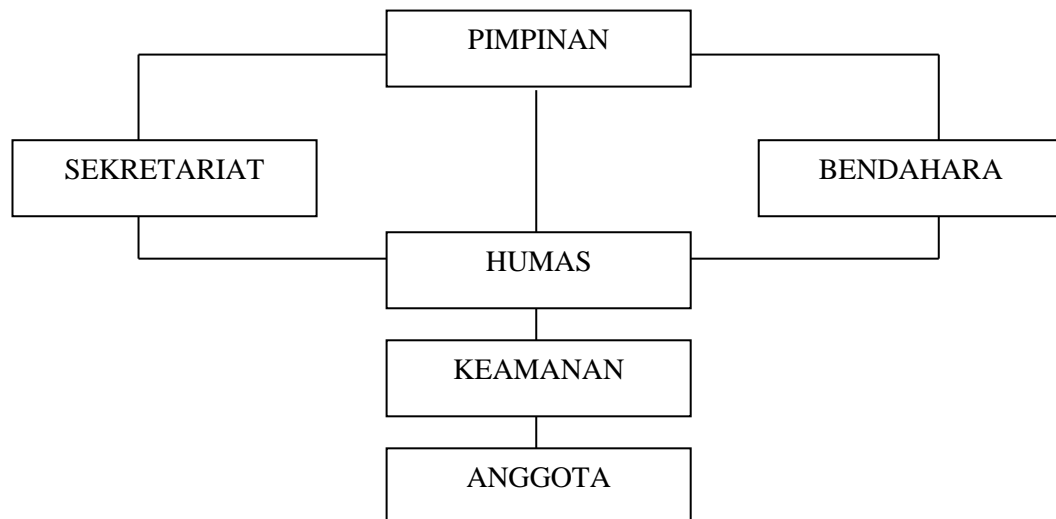 PIMPINAN
SEKRETARIAT
BENDAHARA
HUMAS
KEAMANAN
ANGGOTA